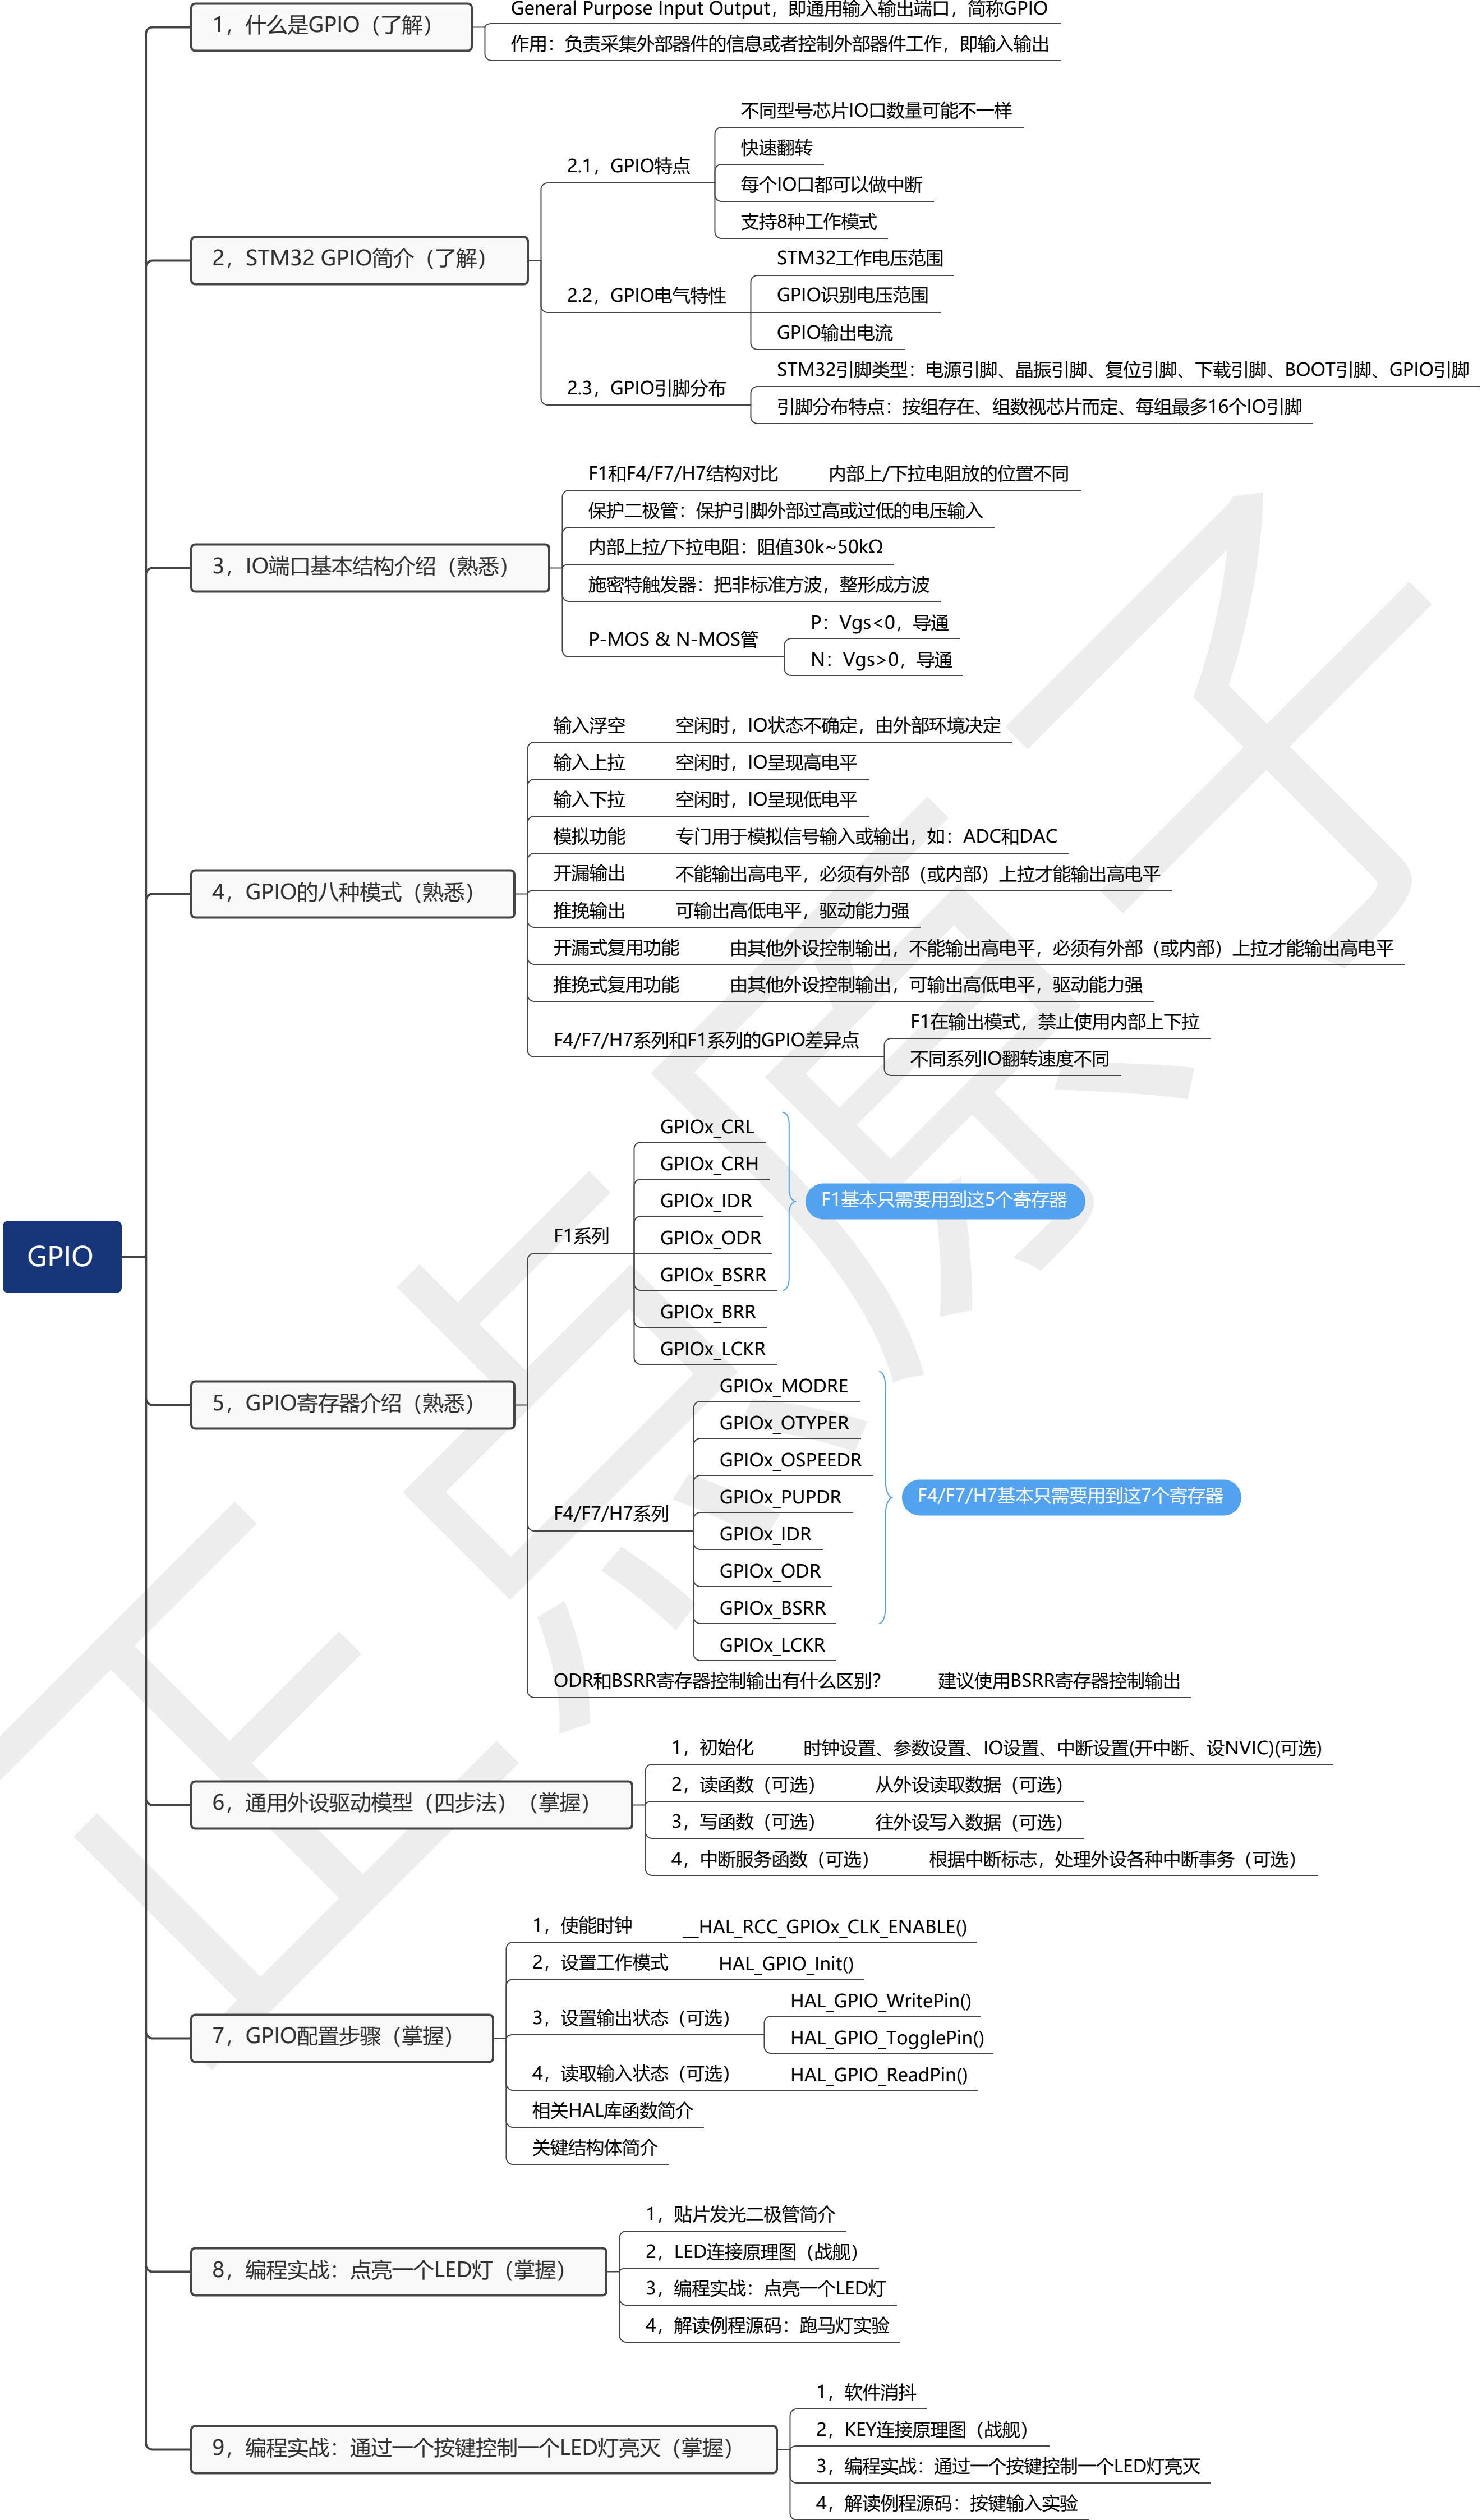 GPIO
1，什么是GPIO（了解）
General Purpose Input Output，即通用输入输出端口，简称GPIO
作用：负责采集外部器件的信息或者控制外部器件工作，即输入输出
2，STM32 GPIO简介（了解）
2.1，GPIO特点
不同型号芯片IO口数量可能不一样
快速翻转
每个IO口都可以做中断
支持8种工作模式
2.2，GPIO电气特性
STM32工作电压范围
GPIO识别电压范围
GPIO输出电流
2.3，GPIO引脚分布
STM32引脚类型：电源引脚、晶振引脚、复位引脚、下载引脚、BOOT引脚、GPIO引脚
引脚分布特点：按组存在、组数视芯片而定、每组最多16个IO引脚
3，IO端口基本结构介绍（熟悉）
F1和F4/F7/H7结构对比 内部上/下拉电阻放的位置不同
保护二极管：保护引脚外部过高或过低的电压输入
内部上拉/下拉电阻：阻值30k~50kΩ
施密特触发器：把非标准方波，整形成方波
P-MOS & N-MOS管
P：Vgs<0，导通
N：Vgs>0，导通
4，GPIO的八种模式（熟悉）
输入浮空 空闲时，IO状态不确定，由外部环境决定
输入上拉 空闲时，IO呈现高电平
输入下拉 空闲时，IO呈现低电平
模拟功能 专门用于模拟信号输入或输出，如：ADC和DAC
开漏输出 不能输出高电平，必须有外部（或内部）上拉才能输出高电平
推挽输出 可输出高低电平，驱动能力强
开漏式复用功能 由其他外设控制输出，不能输出高电平，必须有外部（或内部）上拉才能输出高电平
推挽式复用功能 由其他外设控制输出，可输出高低电平，驱动能力强
F4/F7/H7系列和F1系列的GPIO差异点
F1在输出模式，禁止使用内部上下拉
不同系列IO翻转速度不同
5，GPIO寄存器介绍（熟悉）
F1系列
GPIOx_CRL
GPIOx_CRH
GPIOx_IDR
GPIOx_ODR
GPIOx_BSRR
F1基本只需要用到这5个寄存器
GPIOx_BRR
GPIOx_LCKR
F4/F7/H7系列
GPIOx_MODRE
GPIOx_OTYPER
GPIOx_OSPEEDR
GPIOx_PUPDR
GPIOx_IDR
GPIOx_ODR
GPIOx_BSRR
F4/F7/H7基本只需要用到这7个寄存器
GPIOx_LCKR
ODR和BSRR寄存器控制输出有什么区别？ 建议使用BSRR寄存器控制输出
6，通用外设驱动模型（四步法）（掌握）
1，初始化 时钟设置、参数设置、IO设置、中断设置(开中断、设NVIC)(可选)
2，读函数（可选） 从外设读取数据（可选）
3，写函数（可选） 往外设写入数据（可选）
4，中断服务函数（可选） 根据中断标志，处理外设各种中断事务（可选）
7，GPIO配置步骤（掌握）
1，使能时钟 __HAL_RCC_GPIOx_CLK_ENABLE()
2，设置工作模式 HAL_GPIO_Init()
3，设置输出状态（可选）
HAL_GPIO_WritePin()
HAL_GPIO_TogglePin()
4，读取输入状态（可选） HAL_GPIO_ReadPin()
相关HAL库函数简介
关键结构体简介
8，编程实战：点亮一个LED灯（掌握）
1，贴片发光二极管简介
2，LED连接原理图（战舰）
3，编程实战：点亮一个LED灯
4，解读例程源码：跑马灯实验
9，编程实战：通过一个按键控制一个LED灯亮灭（掌握）
1，软件消抖
2，KEY连接原理图（战舰）
3，编程实战：通过一个按键控制一个LED灯亮灭
4，解读例程源码：按键输入实验
正点原子